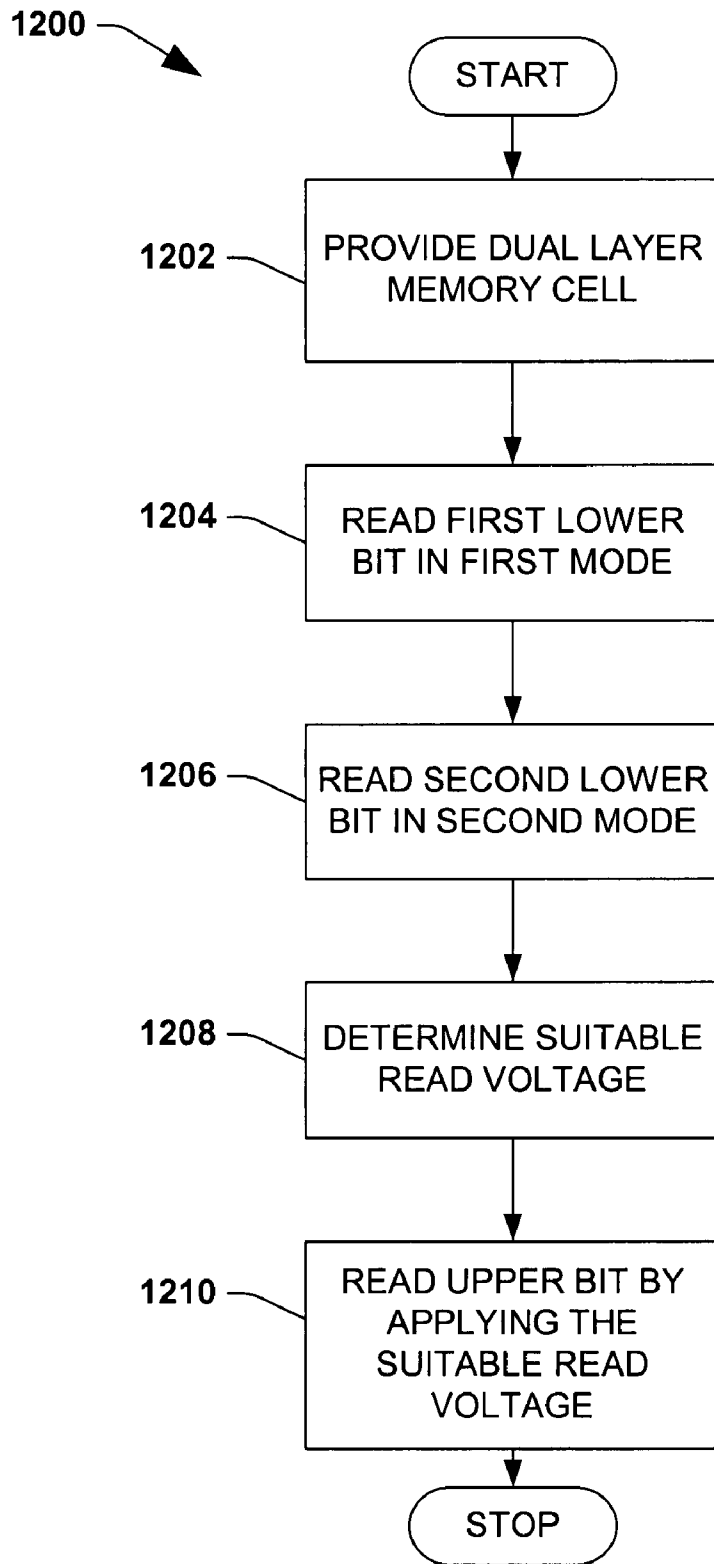 1200
START
1202
PROVIDE DUAL LAYER
MEMORY CELL
1204
READ FIRST LOWER
BIT IN FIRST MODE
1206
READ SECOND LOWER
BIT IN SECOND MODE
1208
DETERMINE SUITABLE
READ VOLTAGE
1210
READ UPPER BIT BY
APPLYING THE
SUITABLE READ
VOLTAGE
STOP